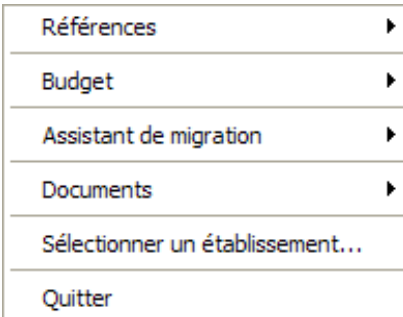 Références
Budget
Assistant de migration
Documents
Sélectionner un établissement...
Quitter